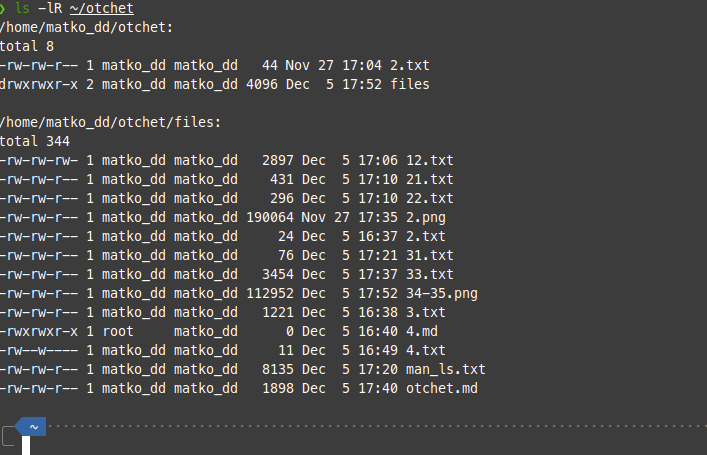 ❯ ls -lR ~/otchet
/home/matko_dd/otchet:
total 8
-rw-rw-r-- 1 matko_dd matko_dd   44 Nov 27 17:04 2.txt
drwxrwxr-x 2 matko_dd matko_dd 4096 Dec  5 17:52 files

/home/matko_dd/otchet/files:
total 344
-rw-rw-rw- 1 matko_dd matko_dd   2897 Dec  5 17:06 12.txt
-rw-rw-r-- 1 matko_dd matko_dd    431 Dec  5 17:10 21.txt
-rw-rw-r-- 1 matko_dd matko_dd    296 Dec  5 17:10 22.txt
-rw-rw-r-- 1 matko_dd matko_dd 190064 Nov 27 17:35 2.png
-rw-rw-r-- 1 matko_dd matko_dd     24 Dec  5 16:37 2.txt
-rw-rw-r-- 1 matko_dd matko_dd     76 Dec  5 17:21 31.txt
-rw-rw-r-- 1 matko_dd matko_dd   3454 Dec  5 17:37 33.txt
-rw-rw-r-- 1 matko_dd matko_dd 112952 Dec  5 17:52 34-35.png
-rw-rw-r-- 1 matko_dd matko_dd   1221 Dec  5 16:38 3.txt
-rwxrwxr-x 1 root     matko_dd      0 Dec  5 16:40 4.md
-rw--w---- 1 matko_dd matko_dd     11 Dec  5 16:49 4.txt
-rw-rw-r-- 1 matko_dd matko_dd   8135 Dec  5 17:20 man_ls.txt
-rw-rw-r-- 1 matko_dd matko_dd   1898 Dec  5 17:40 otchet.md
~